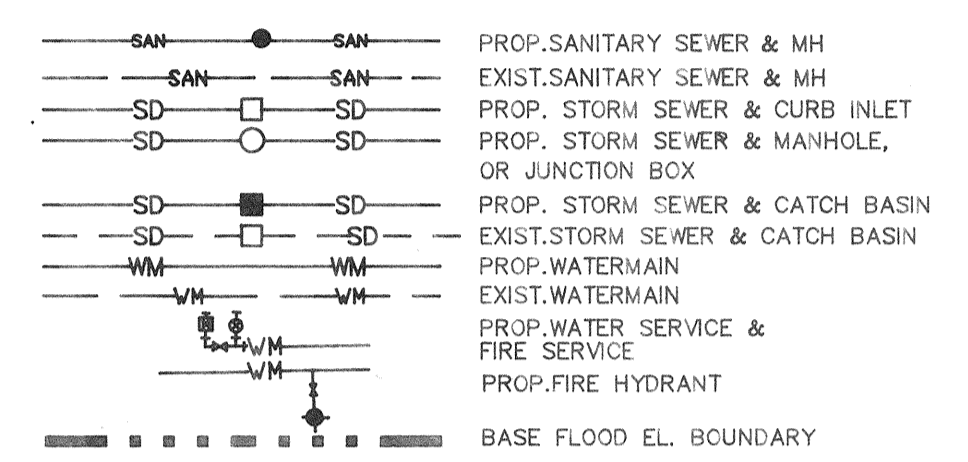 SAN SAN PROP.SANITARY SEWER & MH
SAN SAN EXIST.SANITARY SEWER & MH
SD SD PROP. STORM SEWER & CURB INLET
SD SD PROP. STORM SEWER & MANHOLE,
OR JUNCTION BOX
SD SD PROP. STORM SEWER & CATCH BASIN
SD SD EXIST.STORM SEWER & CATCH BASIN
WM WM PROP.WATERMAIN
WM WM EXIST.WATERMAIN
PROP.WATER SERVICE &
WM FIRE SERVICE
WM PROP.FIRE HYDRANT
BASE FLOOD EL. BOUNDARY